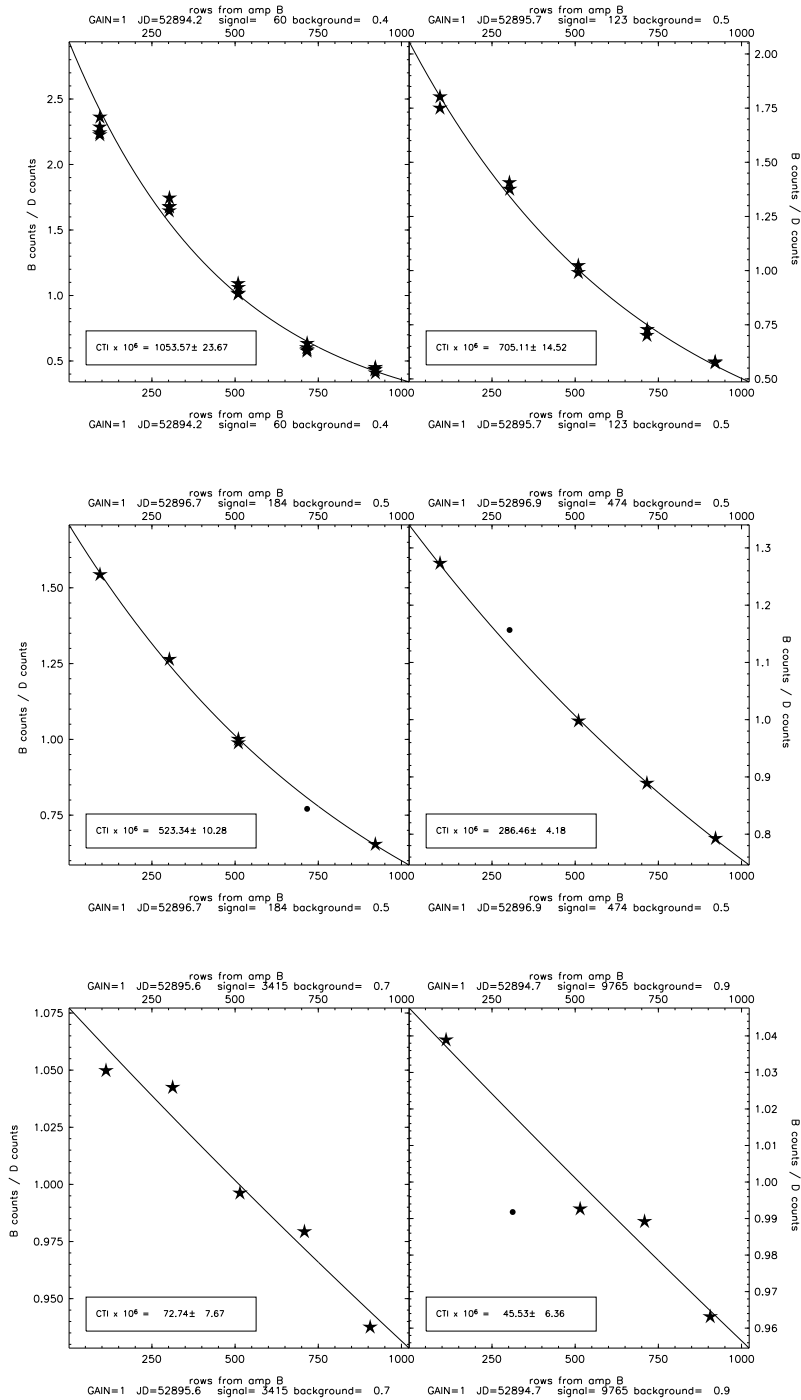 rows from amp B
GAIN=1 JD=52894.2 signal= 60 background= 0.4
250 500 750 1000
2.5
2.0
1.5
1.0
0.5
B counts / D counts
CTI x 10⁶ = 1053.57± 23.67
250 500 750 1000
rows from amp B
GAIN=1 JD=52894.2 signal= 60 background= 0.4
rows from amp B
GAIN=1 JD=52895.7 signal= 123 background= 0.5
250 500 750 1000
2.00
1.75
1.50
1.25
1.00
0.75
0.50
B counts / D counts
CTI x 10⁶ = 705.11± 14.52
250 500 750 1000
rows from amp B
GAIN=1 JD=52895.7 signal= 123 background= 0.5
rows from amp B
GAIN=1 JD=52896.7 signal= 184 background= 0.5
250 500 750 1000
1.50
1.25
1.00
0.75
B counts / D counts
CTI x 10⁶ = 523.34± 10.28
250 500 750 1000
rows from amp B
GAIN=1 JD=52896.7 signal= 184 background= 0.5
rows from amp B
GAIN=1 JD=52896.9 signal= 474 background= 0.5
250 500 750 1000
1.3
1.2
1.1
1.0
0.9
0.8
B counts / D counts
CTI x 10⁶ = 286.46± 4.18
250 500 750 1000
rows from amp B
GAIN=1 JD=52896.9 signal= 474 background= 0.5
rows from amp B
GAIN=1 JD=52895.6 signal= 3415 background= 0.7
250 500 750 1000
1.075
1.050
1.025
1.000
0.975
0.950
B counts / D counts
CTI x 10⁶ = 72.74± 7.67
250 500 750 1000
rows from amp B
GAIN=1 JD=52895.6 signal= 3415 background= 0.7
rows from amp B
GAIN=1 JD=52894.7 signal= 9765 background= 0.9
250 500 750 1000
1.04
1.03
1.02
1.01
1.00
0.99
0.98
0.97
0.96
B counts / D counts
CTI x 10⁶ = 45.53± 6.36
250 500 750 1000
rows from amp B
GAIN=1 JD=52894.7 signal= 9765 background= 0.9